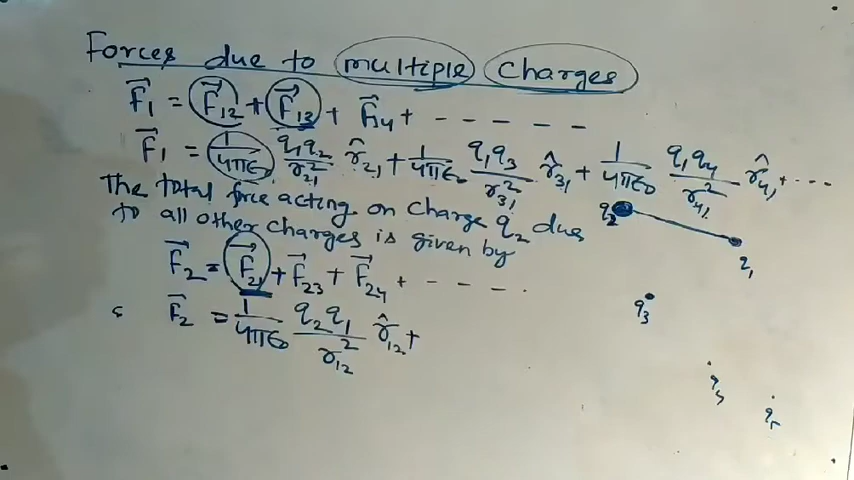 Forces due to multiple charges
F⃗₁ = F⃗₁₂ + F⃗₁₃ + F⃗₁₄ + - - - - - -
F⃗₁ = 1/4πε₀ q₁q₂/r₂₁² r̂₂₁ + 1/4πε₀ q₁q₃/r₃₁² r̂₃₁ + 1/4πε₀ q₁q₄/r₄₁² r̂₄₁ + ---
The total force acting on charge q₂ due
to all other charges is given by
F⃗₂ = F⃗₂₁ + F⃗₂₃ + F⃗₂₄ + - - - - .
F⃗₂ = 1/4πε₀ q₂q₁/r₁₂² r̂₁₂ +
q₂
q₁
q₃